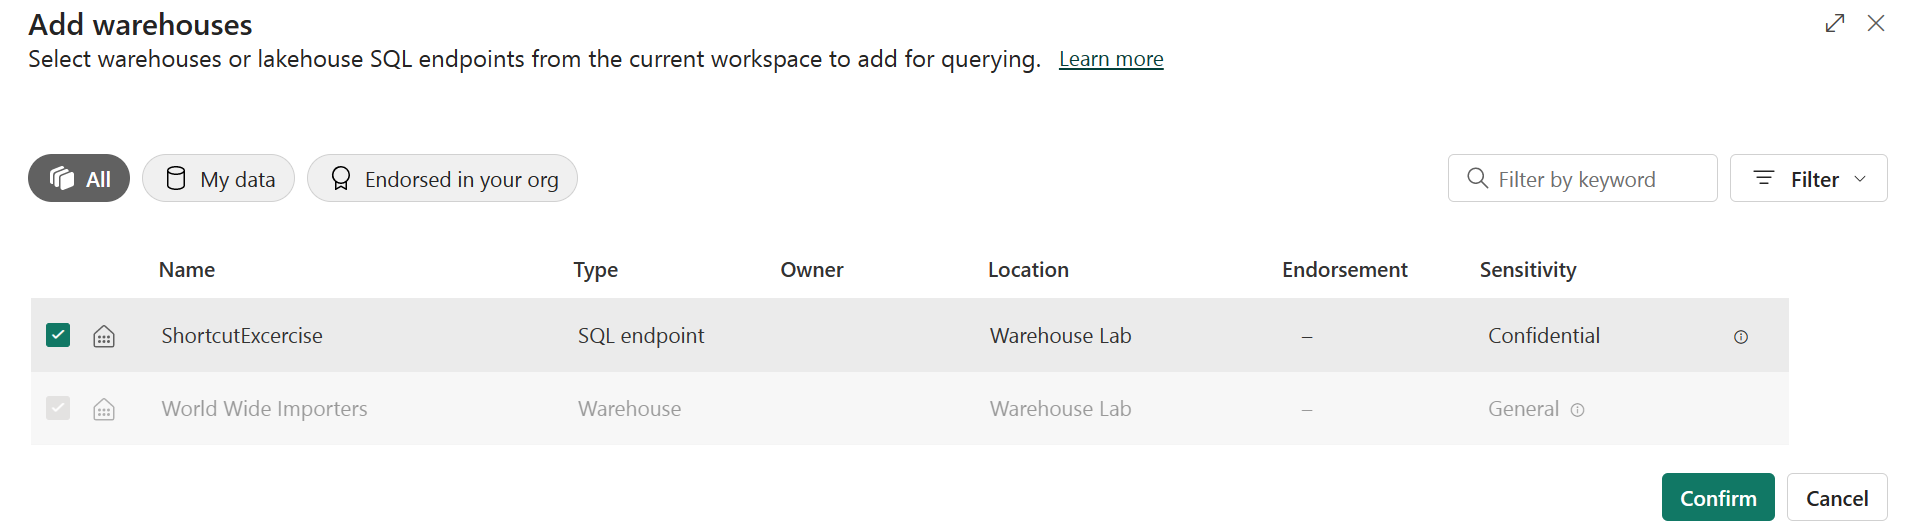 Add warehouses
Select warehouses or lakehouse SQL endpoints from the current workspace to add for querying. Learn more
All My data Endorsed in your org Filter by keyword Filter
Name Type Owner Location Endorsement Sensitivity
ShortcutExcercise SQL endpoint Warehouse Lab – Confidential
World Wide Importers Warehouse Warehouse Lab – General
Confirm Cancel